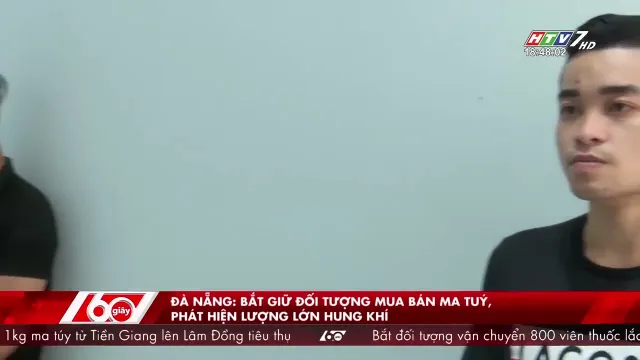 HTV7 HD
18:48:02
60 giây
ĐÀ NẴNG: BẮT GIỮ ĐỐI TƯỢNG MUA BÁN MA TUÝ,
PHÁT HIỆN LƯỢNG LỚN HUNG KHÍ
1kg ma túy từ Tiền Giang lên Lâm Đồng tiêu thụ 60 Bắt đối tượng vận chuyển 800 viên thuốc lắc